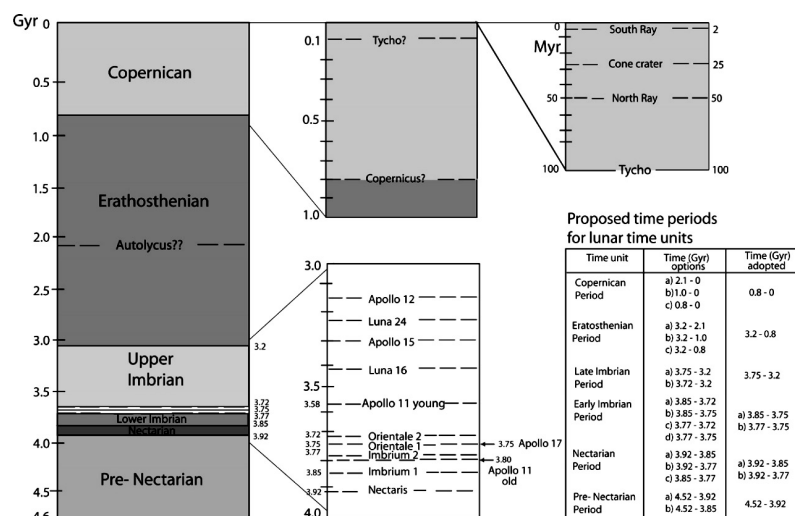 Gyr 0
0.5
1.0
1.5
2.0
2.5
3.0
3.5
4.0
4.6
Copernican
Erathosthenian
Autolycus??
3.2
Upper
Imbrian
3.72
3.75
3.77
Lower Imbrian 3.85
Nectarian
3.92
Pre- Nectarian
0.1 Tycho?
0.5
Copernicus?
1.0
Myr
0 South Ray 2
Cone crater 25
50 North Ray 50
100 Tycho 100
3.0
Apollo 12
Luna 24
Apollo 15
Luna 16
3.5
3.58 Apollo 11 young
3.72 Orientale 2
3.75 Orientale 1 3.75 Apollo 17
3.77 Imbrium 2
3.80
Apollo 11
old
3.85 Imbrium 1
3.92 Nectaris
4.0
Proposed time periods
for lunar time units
Time unit Time (Gyr) options Time (Gyr) adopted
Copernican Period
a) 2.1 - 0
b)1.0 - 0
c) 0.8 - 0
0.8 - 0
Eratosthenian Period
a) 3.2 - 2.1
b) 3.2 - 1.0
c) 3.2 - 0.8
3.2 - 0.8
Late Imbrian Period
a) 3.75 - 3.2
b) 3.72 - 3.2
3.75 - 3.2
Early Imbrian Period
a) 3.85 - 3.72
b) 3.85 - 3.75
c) 3.77 - 3.72
d) 3.77 - 3.75
a) 3.85 - 3.75
b) 3.77 - 3.75
Nectarian Period
a) 3.92 - 3.85
b) 3.92 - 3.77
c) 3.85 - 3.77
a) 3.92 - 3.85
b) 3.92 - 3.77
Pre- Nectarian Period
a) 4.52 - 3.92
b) 4.52 - 3.85
4.52 - 3.92